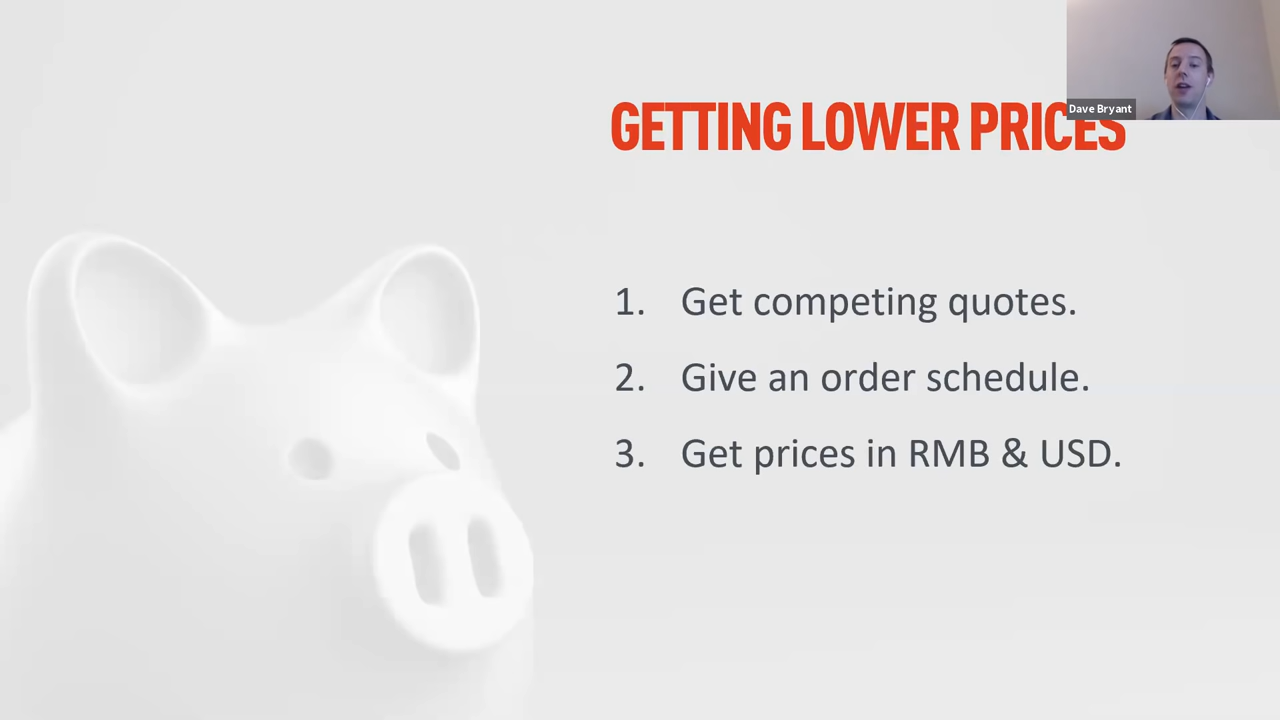 Dave Bryant
GETTING LOWER PRICES
1. Get competing quotes.
2. Give an order schedule.
3. Get prices in RMB & USD.